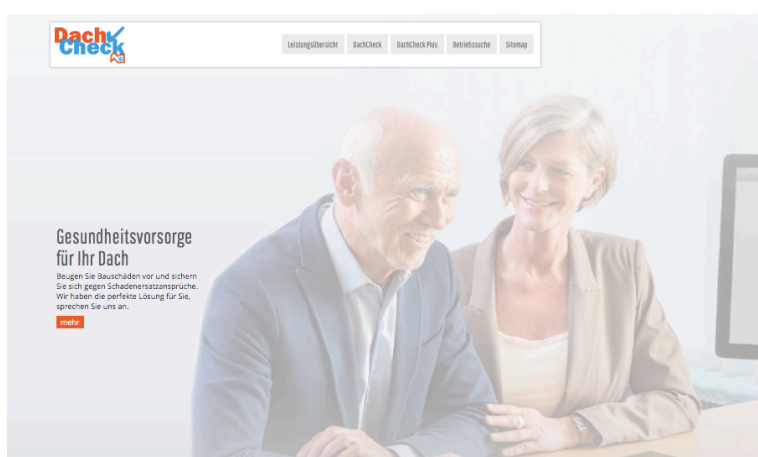 Dach
Check
Leistungsübersicht DachCheck DachCheck Plus Betriebssuche Sitemap
Gesundheitsvorsorge
für Ihr Dach
Beugen Sie Bauschäden vor und sichern
Sie sich gegen Schadenersatzansprüche.
Wir haben die perfekte Lösung für Sie,
sprechen Sie uns an.
mehr